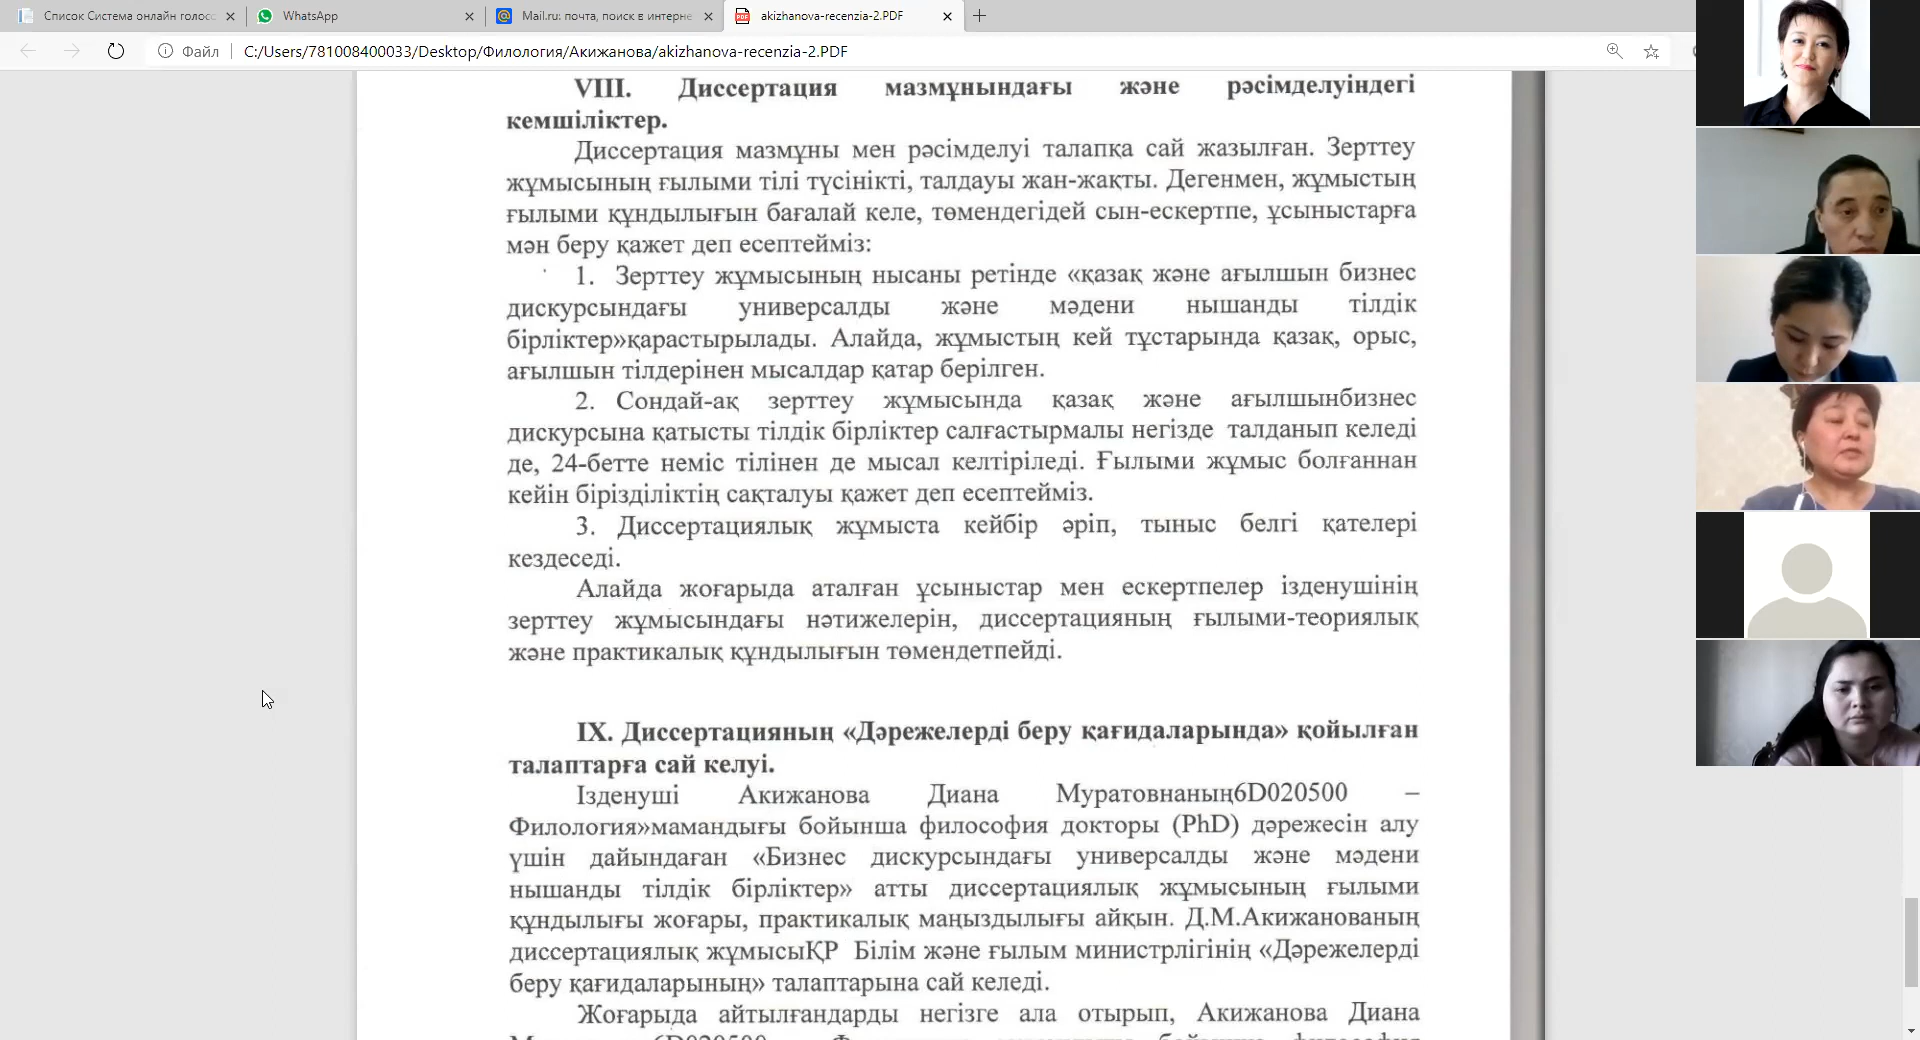 Список Система онлайн голосо
WhatsApp
Mail.ru: почта, поиск в интерне
akizhanova-recenzia-2.PDF
Файл
C:/Users/781008400033/Desktop/Филология/Акижанова/akizhanova-recenzia-2.PDF
VIII. Диссертация мазмұнындағы және рәсімделуіндегі
кемшіліктер.
Диссертация мазмұны мен рәсімделуі талапқа сай жазылған. Зерттеу
жұмысының ғылыми тілі түсінікті, талдауы жан-жақты. Дегенмен, жұмыстың
ғылыми құндылығын бағалай келе, төмендегідей сын-ескертпе, ұсыныстарға
мән беру қажет деп есептейміз:
1. Зерттеу жұмысының нысаны ретінде «қазақ және ағылшын бизнес
дискурсындағы универсалды және мәдени нышанды тілдік
бірліктер»қарастырылады. Алайда, жұмыстың кей тұстарында қазақ, орыс,
ағылшын тілдерінен мысалдар қатар берілген.
2. Сондай-ақ зерттеу жұмысында қазақ және ағылшынбизнес
дискурсына қатысты тілдік бірліктер салғастырмалы негізде талданып келеді
де, 24-бетте неміс тілінен де мысал келтіріледі. Ғылыми жұмыс болғаннан
кейін бірізділіктің сақталуы қажет деп есептейміз.
3. Диссертациялық жұмыста кейбір әріп, тыныс белгі қателері
кездеседі.
Алайда жоғарыда аталған ұсыныстар мен ескертпелер ізденушінің
зерттеу жұмысындағы нәтижелерін, диссертацияның ғылыми-теориялық
және практикалық құндылығын төмендетпейді.
IX. Диссертацияның «Дәрежелерді беру қағидаларында» қойылған
талаптарға сай келуі.
Ізденуші Акижанова Диана Муратовнаның6D020500 –
Филология»мамандығы бойынша философия докторы (PhD) дәрежесін алу
үшін дайындаған «Бизнес дискурсындағы универсалды және мәдени
нышанды тілдік бірліктер» атты диссертациялық жұмысының ғылыми
құндылығы жоғары, практикалық маңыздылығы айқын. Д.М.Акижанованың
диссертациялық жұмысыҚР Білім және ғылым министрлігінің «Дәрежелерді
беру қағидаларының» талаптарына сай келеді.
Жоғарыда айтылғандарды негізге ала отырып, Акижанова Диана